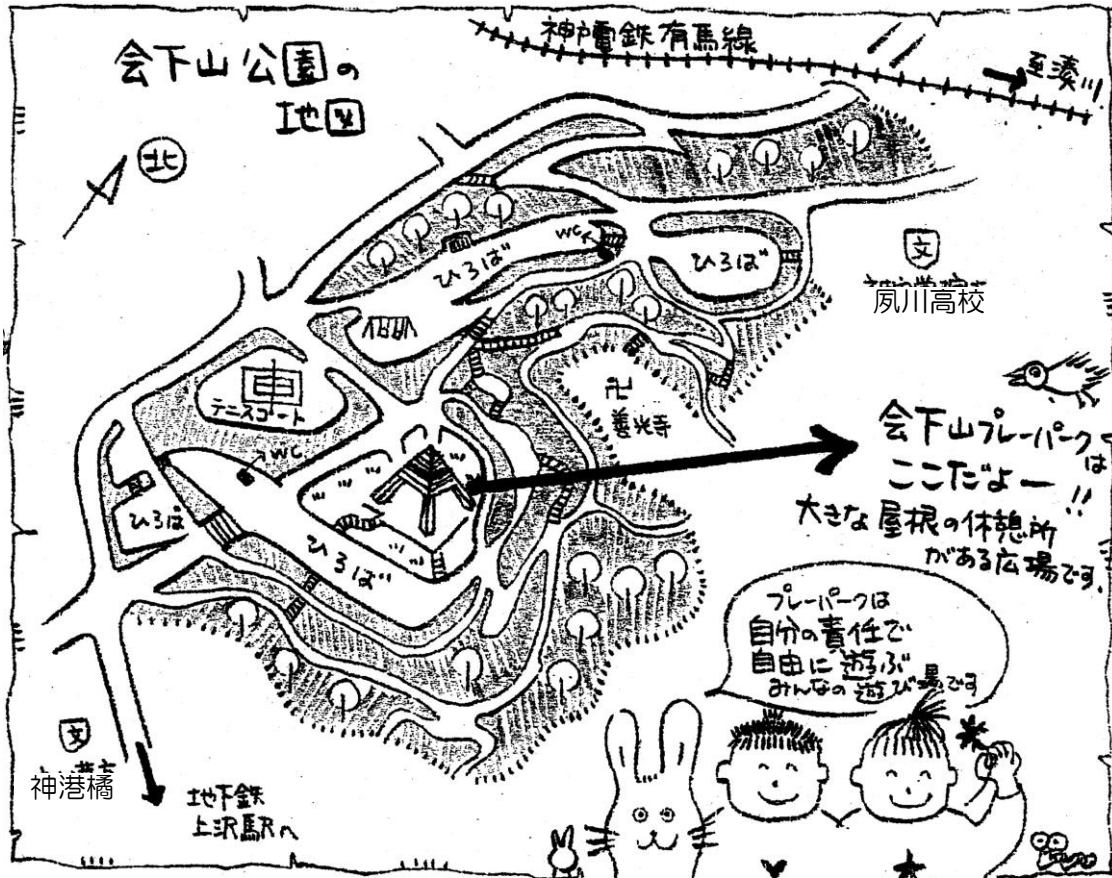 会下山公園の
地図
神戸電鉄有馬線
至湊川
北
WC
ひろば
ひろば
文
夙川高校
テニスコート
卍
善光寺
WC
ひろば
ひろば
会下山プレーパークは
ここだよー!!
大きな屋根の休憩所
がある広場です。
プレーパークは
自分の責任で
自由に遊ぶ
みんなの遊び場です
文
神港橘
地下鉄
上沢駅へ